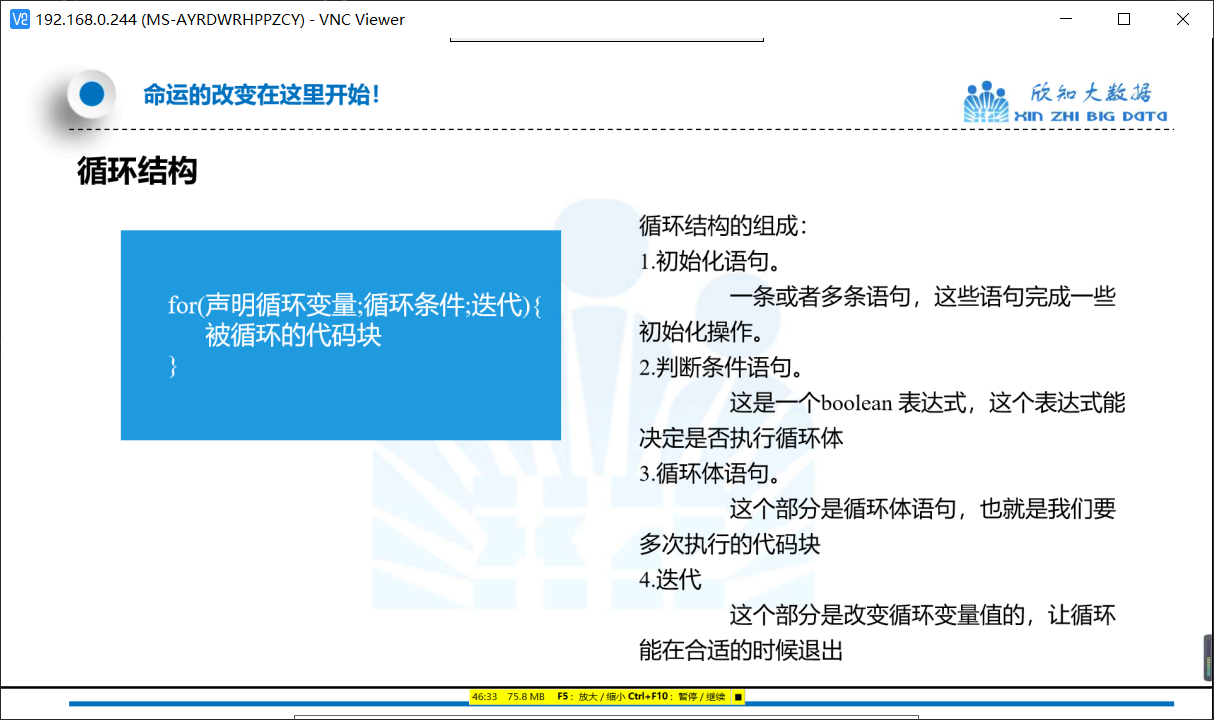 192.168.0.244 (MS-AYRDWRHPPZCY) - VNC Viewer
命运的改变在这里开始！
欣知大数据
XIN ZHI BIG DATA
循环结构
for(声明循环变量;循环条件;迭代){
被循环的代码块
}
循环结构的组成：
1.初始化语句。
一条或者多条语句，这些语句完成一些
初始化操作。
2.判断条件语句。
这是一个boolean 表达式，这个表达式能
决定是否执行循环体
3.循环体语句。
这个部分是循环体语句，也就是我们要
多次执行的代码块
4.迭代
这个部分是改变循环变量值的，让循环
能在合适的时候退出
46:33 75.8 MB F5： 放大 / 缩小 Ctrl+F10： 暂停 / 继续